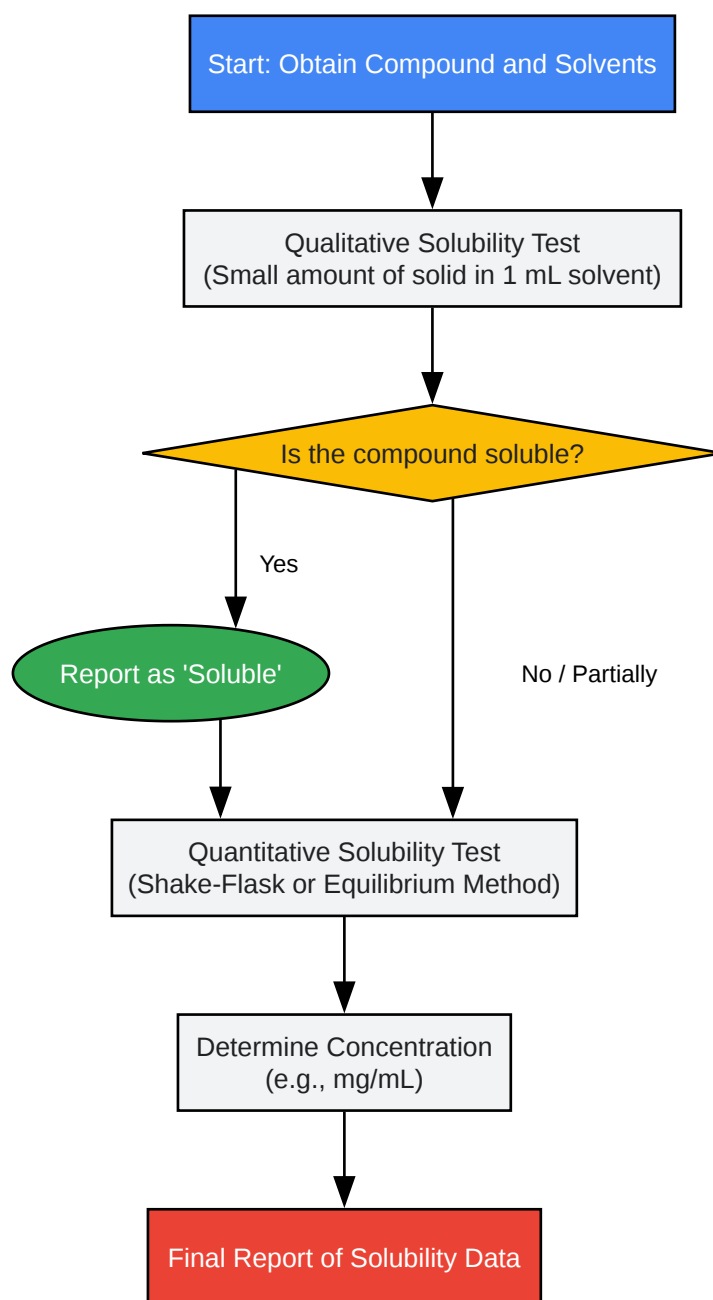 Start: Obtain Compound and Solvents
Qualitative Solubility Test
(Small amount of solid in 1 mL solvent)
Is the compound soluble?
Yes
Report as 'Soluble'
No / Partially
Quantitative Solubility Test
(Shake-Flask or Equilibrium Method)
Determine Concentration
(e.g., mg/mL)
Final Report of Solubility Data